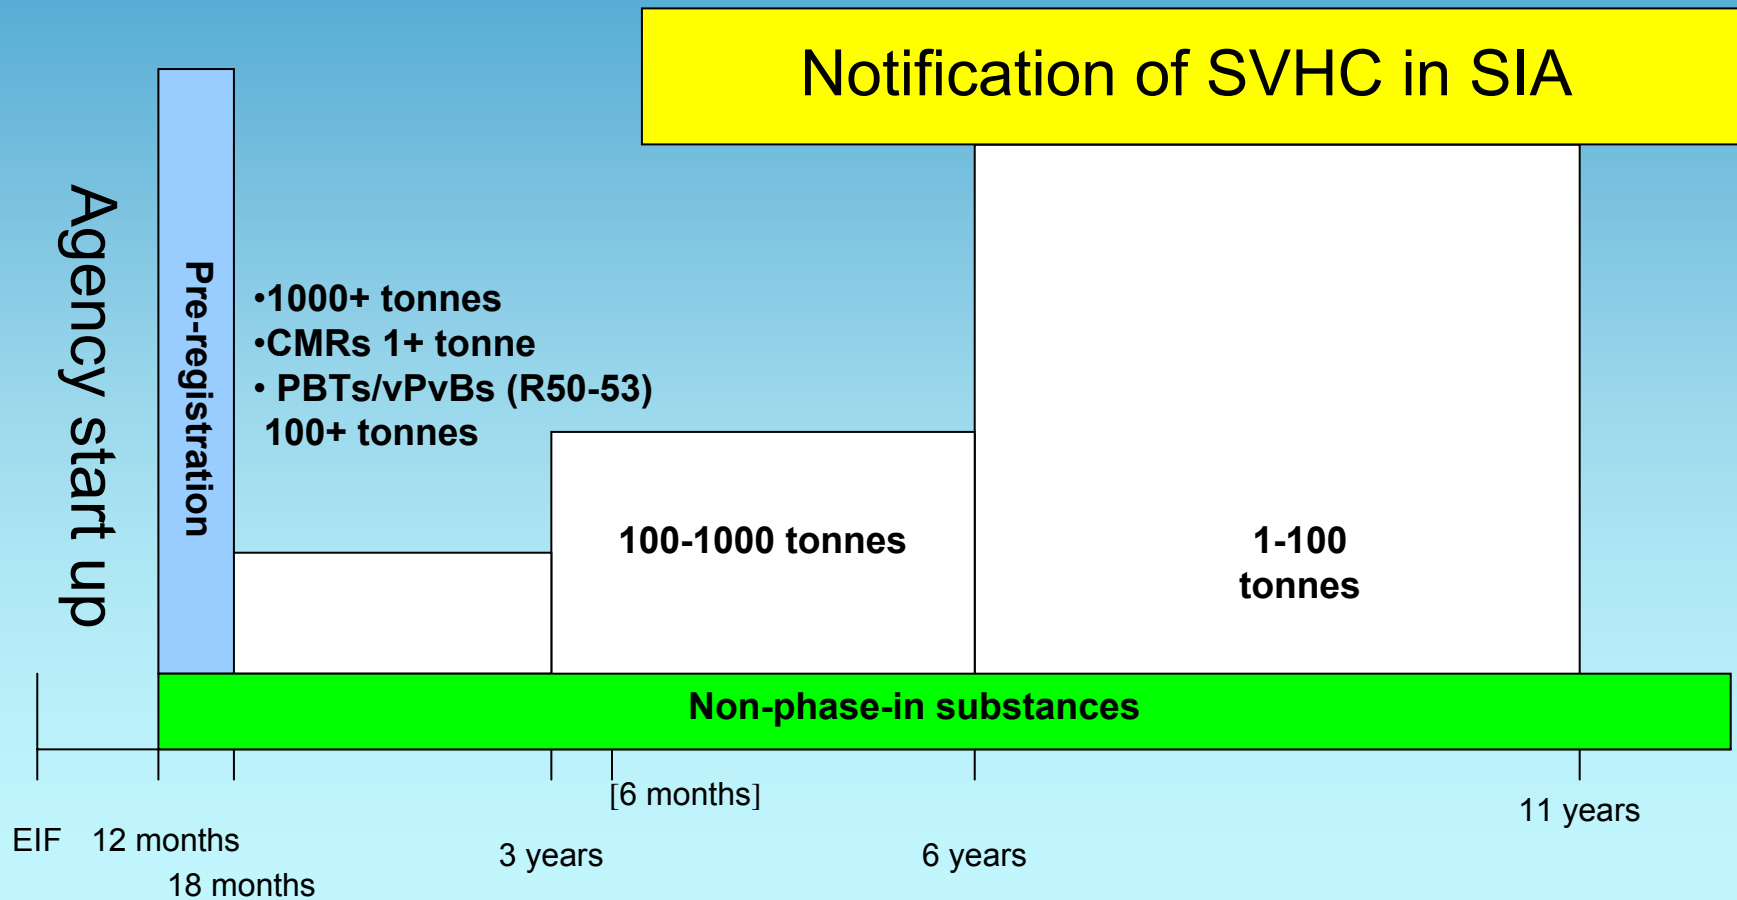 Notification of SVHC in SIA
Agency start up
Pre-registration
•1000+ tonnes
•CMRs 1+ tonne
• PBTs/vPvBs (R50-53)
100+ tonnes
100-1000 tonnes
1-100
tonnes
Non-phase-in substances
[6 months]
11 years
EIF
12 months
3 years
6 years
18 months